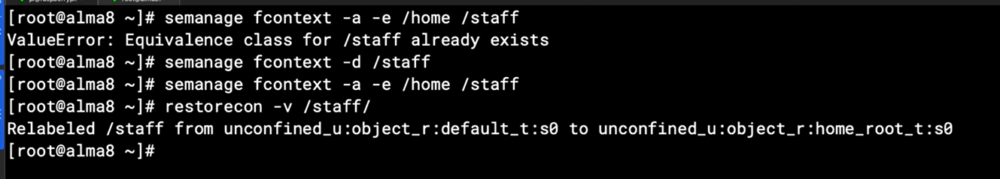 [root@alma8 ~]# semanage fcontext -a -e /home /staff
ValueError: Equivalence class for /staff already exists
[root@alma8 ~]# semanage fcontext -d /staff
[root@alma8 ~]# semanage fcontext -a -e /home /staff
[root@alma8 ~]# restorecon -v /staff/
Relabeled /staff from unconfined_u:object_r:default_t:s0 to unconfined_u:object_r:home_root_t:s0
[root@alma8 ~]#